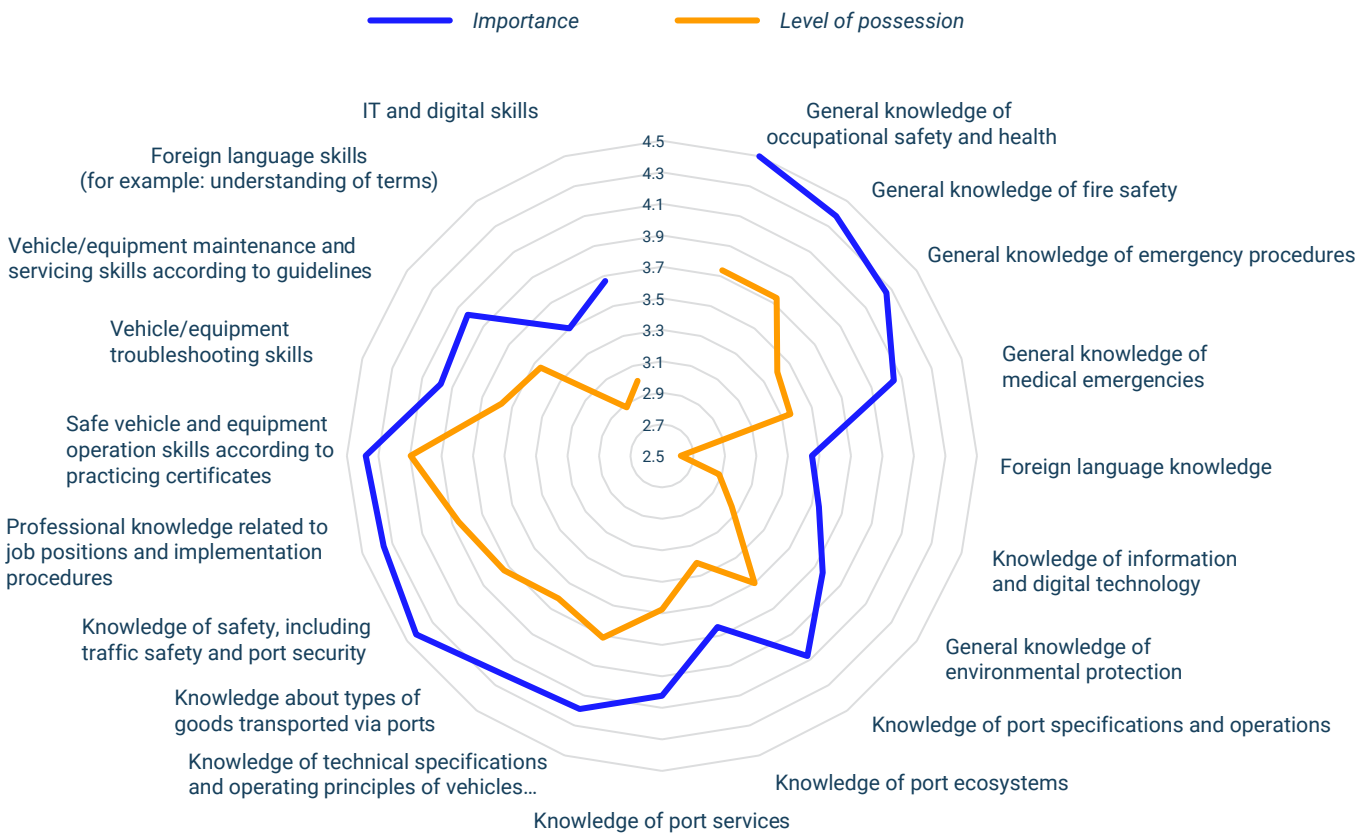 Importance
Level of possession
IT and digital skills
General knowledge of
occupational safety and health
Foreign language skills
(for example: understanding of terms)
General knowledge of fire safety
Vehicle/equipment maintenance and
servicing skills according to guidelines
General knowledge of emergency procedures
Vehicle/equipment
troubleshooting skills
General knowledge of
medical emergencies
Safe vehicle and equipment
operation skills according to
practicing certificates
Foreign language knowledge
Professional knowledge related to
job positions and implementation
procedures
Knowledge of information
and digital technology
Knowledge of safety, including
traffic safety and port security
General knowledge of
environmental protection
Knowledge about types of
goods transported via ports
Knowledge of port specifications and operations
Knowledge of technical specifications
and operating principles of vehicles…
Knowledge of port ecosystems
Knowledge of port services
4.5
4.3
4.1
3.9
3.7
3.5
3.3
3.1
2.9
2.7
2.5